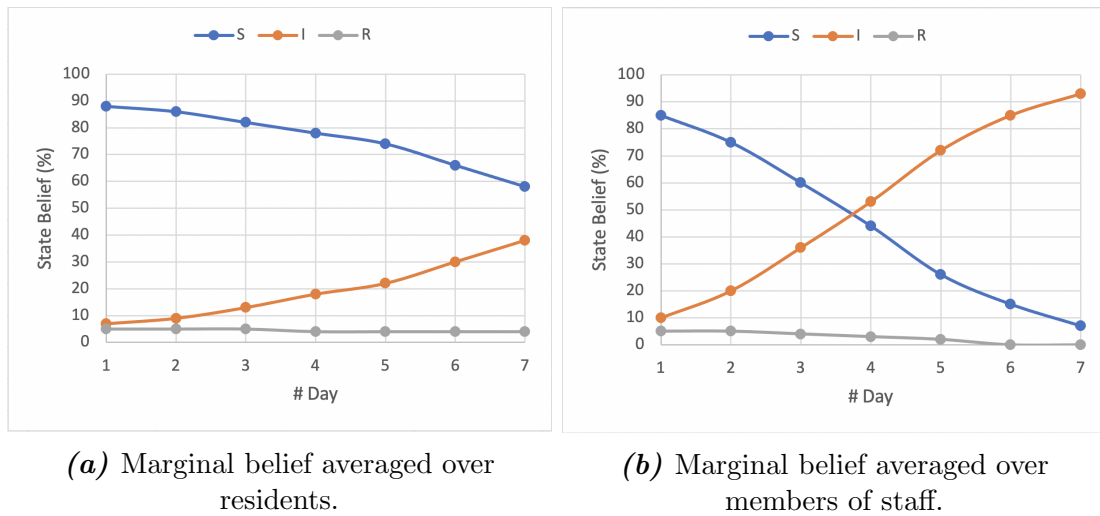 S I R
100
90
80
70
60
50
40
30
20
10
0
State Belief (%)
1 2 3 4 5 6 7
# Day
(a) Marginal belief averaged over
residents.
S I R
100
90
80
70
60
50
40
30
20
10
0
State Belief (%)
1 2 3 4 5 6 7
# Day
(b) Marginal belief averaged over
members of staff.